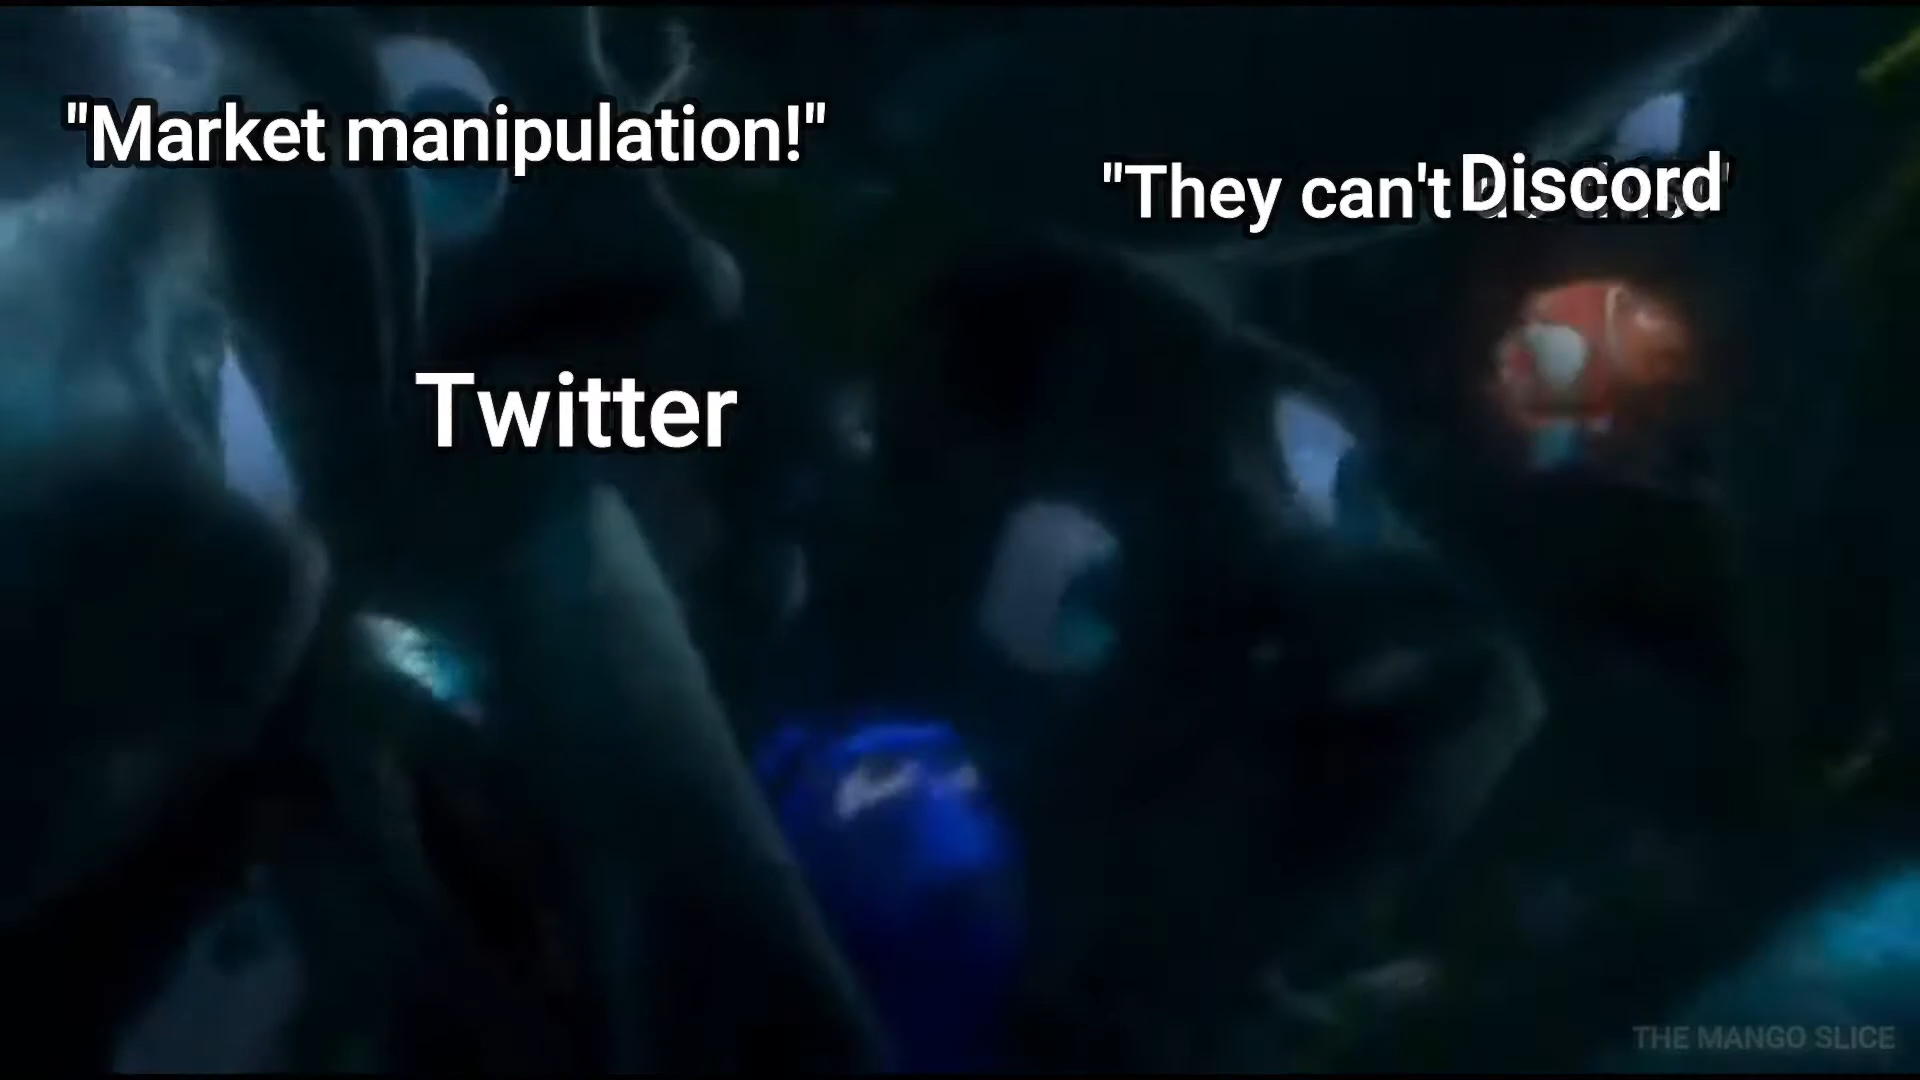 "Market manipulation!"
"They can't
Discord
Twitter
THE MANGO SLICE